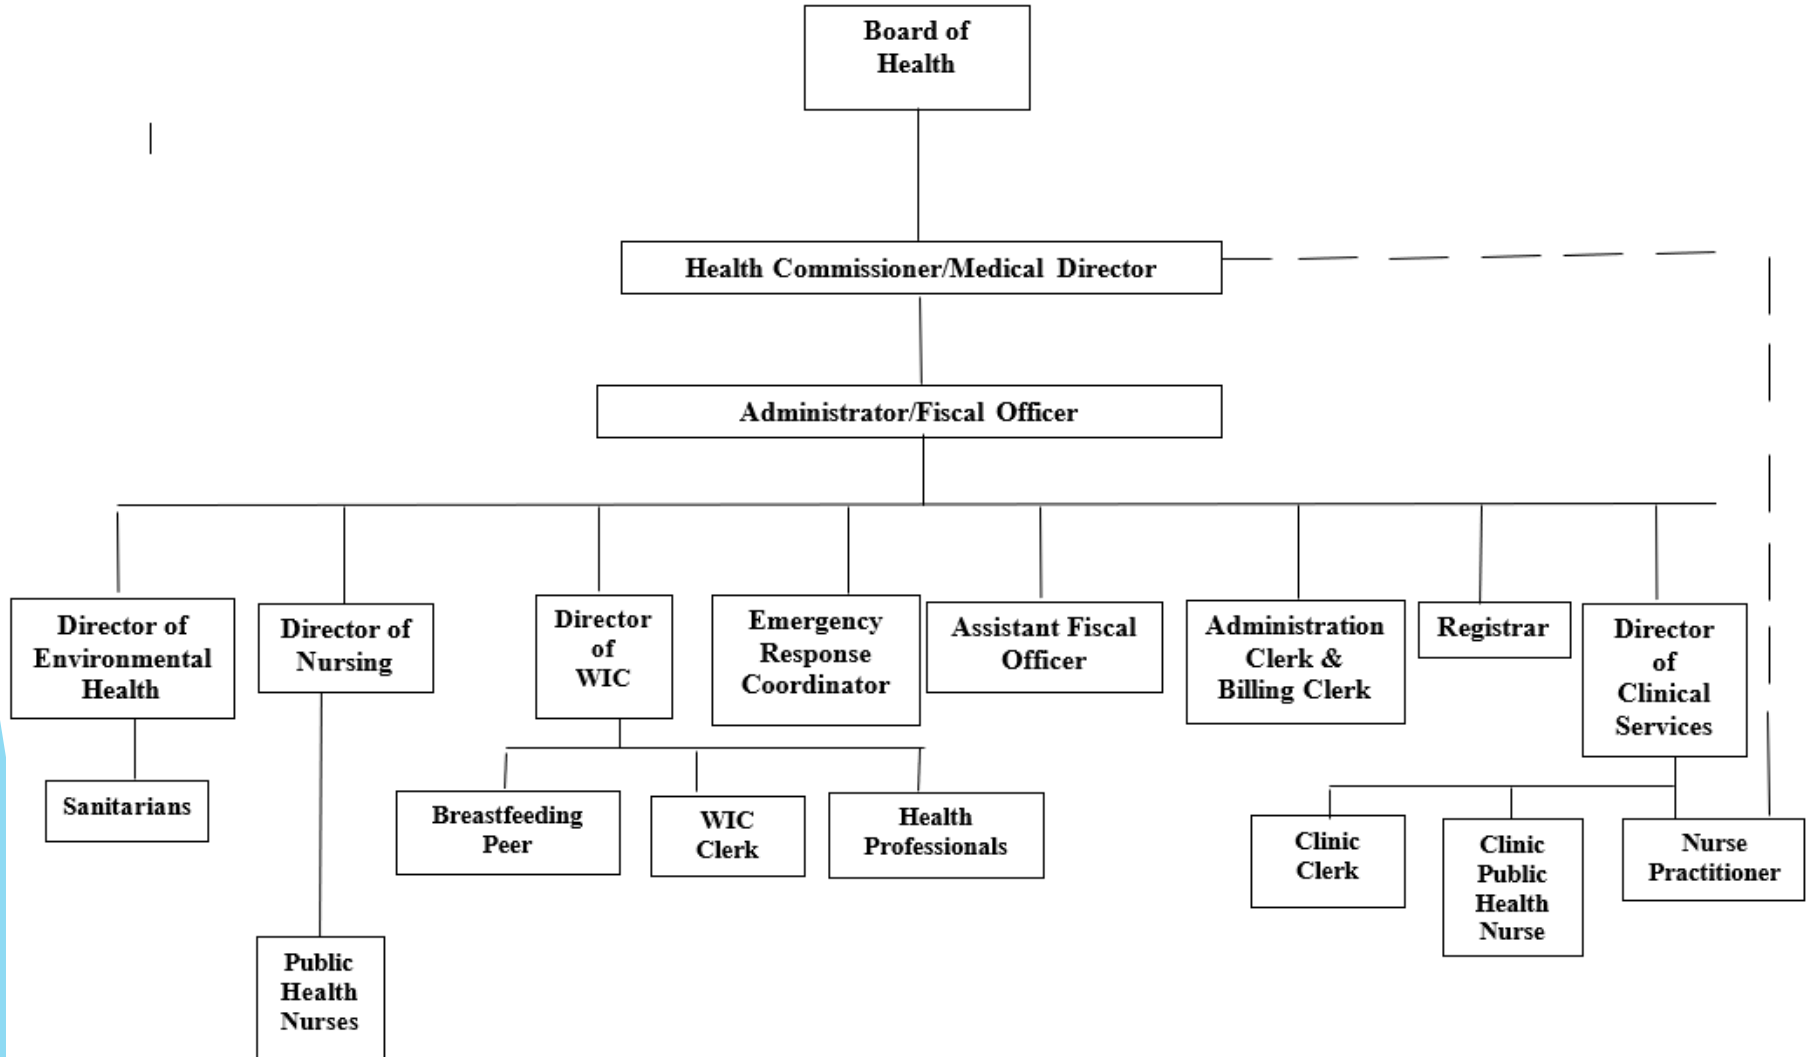 Board of
Health
Health Commissioner/Medical Director
Administrator/Fiscal Officer
Director of
Environmental
Health
Director of
Nursing
Director
of
WIC
Emergency
Response
Coordinator
Assistant Fiscal
Officer
Administration
Clerk &
Billing Clerk
Registrar
Director
of
Clinical
Services
Sanitarians
Breastfeeding
Peer
WIC
Clerk
Health
Professionals
Clinic
Clerk
Clinic
Public
Health
Nurse
Nurse
Practitioner
Public
Health
Nurses